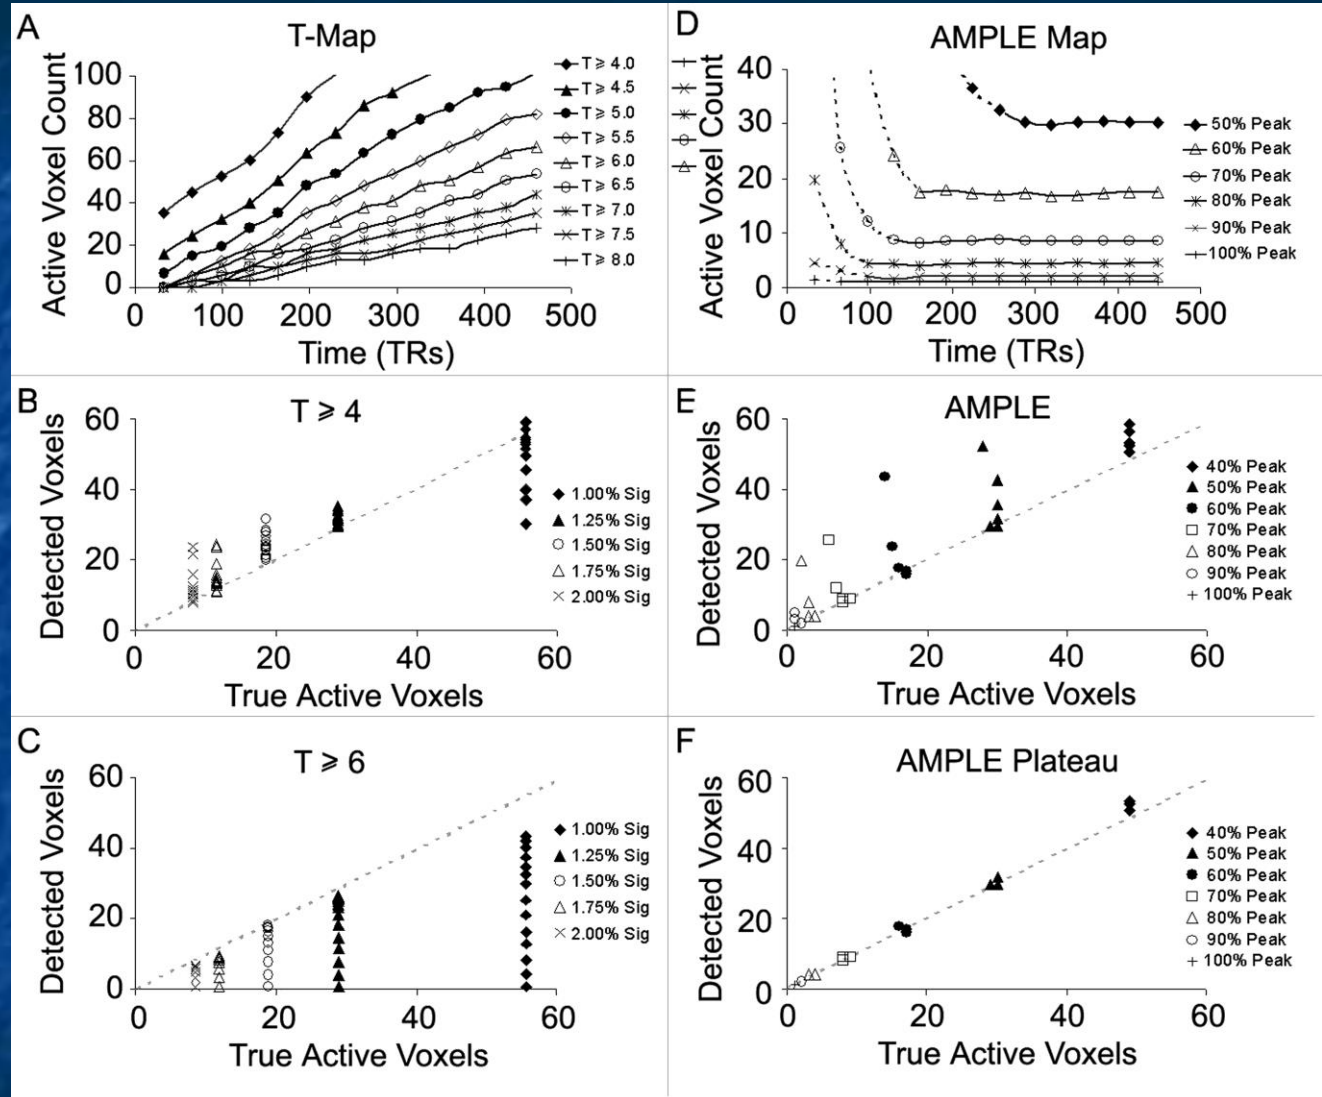 A
T-Map
Active Voxel Count
100
80
60
40
20
0
0 100 200 300 400 500
Time (TRs)
T ⩾ 4.0
T ⩾ 4.5
T ⩾ 5.0
T ⩾ 5.5
T ⩾ 6.0
T ⩾ 6.5
T ⩾ 7.0
T ⩾ 7.5
T ⩾ 8.0
D
AMPLE Map
Active Voxel Count
40
30
20
10
0
0 100 200 300 400 500
Time (TRs)
50% Peak
60% Peak
70% Peak
80% Peak
90% Peak
100% Peak
B
T ⩾ 4
Detected Voxels
60
40
20
0
0 20 40 60
True Active Voxels
1.00% Sig
1.25% Sig
1.50% Sig
1.75% Sig
2.00% Sig
E
AMPLE
Detected Voxels
60
40
20
0
0 20 40 60
True Active Voxels
40% Peak
50% Peak
60% Peak
70% Peak
80% Peak
90% Peak
100% Peak
C
T ⩾ 6
Detected Voxels
60
40
20
0
0 20 40 60
True Active Voxels
1.00% Sig
1.25% Sig
1.50% Sig
1.75% Sig
2.00% Sig
F
AMPLE Plateau
Detected Voxels
60
40
20
0
0 20 40 60
True Active Voxels
40% Peak
50% Peak
60% Peak
70% Peak
80% Peak
90% Peak
100% Peak